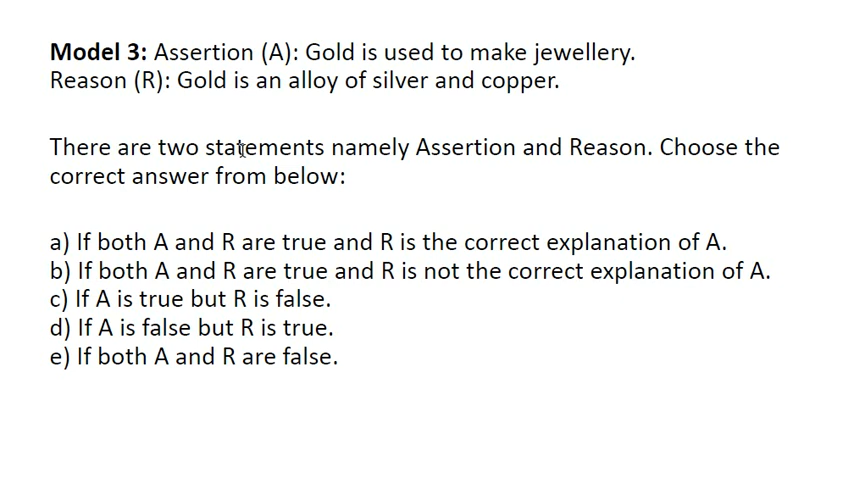 Model 3: Assertion (A): Gold is used to make jewellery.
Reason (R): Gold is an alloy of silver and copper.
There are two statements namely Assertion and Reason. Choose the
correct answer from below:
a) If both A and R are true and R is the correct explanation of A.
b) If both A and R are true and R is not the correct explanation of A.
c) If A is true but R is false.
d) If A is false but R is true.
e) If both A and R are false.